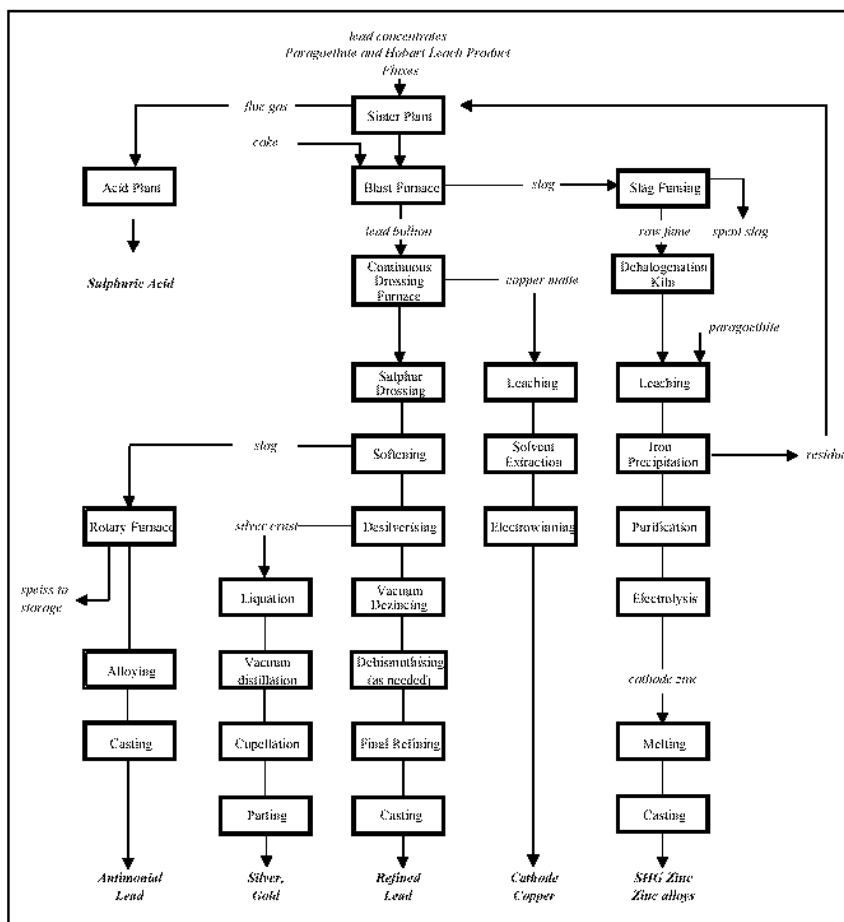 lead concentrates
Paragoethite and Hobart Leach Product
Fluxes
flue gas
Sinter Plant
coke
Acid Plant
Blast Furnace
slag
Slag Fuming
lead bullion
raw fume
spent slag
Sulphuric Acid
Continuous
Drossing
Furnace
copper matte
Dehalogenation
Kiln
paragoethite
Sulphur
Drossing
Leaching
Leaching
slag
Softening
Solvent
Extraction
Iron
Precipitation
residue
Rotary Furnace
silver crust
Desilverising
Electrowinning
Purification
speiss to
storage
Liquation
Vacuum
Dezincing
Electrolysis
Alloying
Vacuum
distillation
Debismuthising
(as needed)
cathode zinc
Casting
Cupellation
Final Refining
Melting
Parting
Casting
Casting
Antimonial
Lead
Silver,
Gold
Refined
Lead
Cathode
Copper
SHG Zinc
Zinc alloys